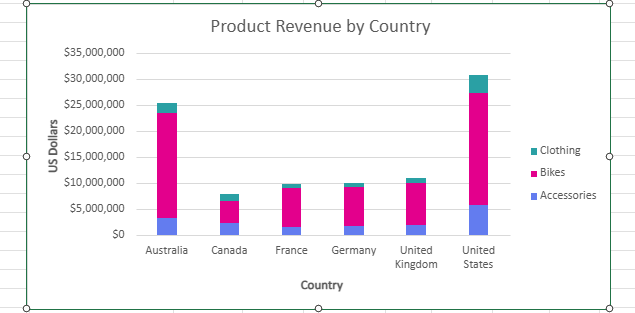 Product Revenue by Country
US Dollars
$35,000,000
$30,000,000
$25,000,000
$20,000,000
$15,000,000
$10,000,000
$5,000,000
$0
Australia
Canada
France
Germany
United
Kingdom
United
States
Country
Clothing
Bikes
Accessories